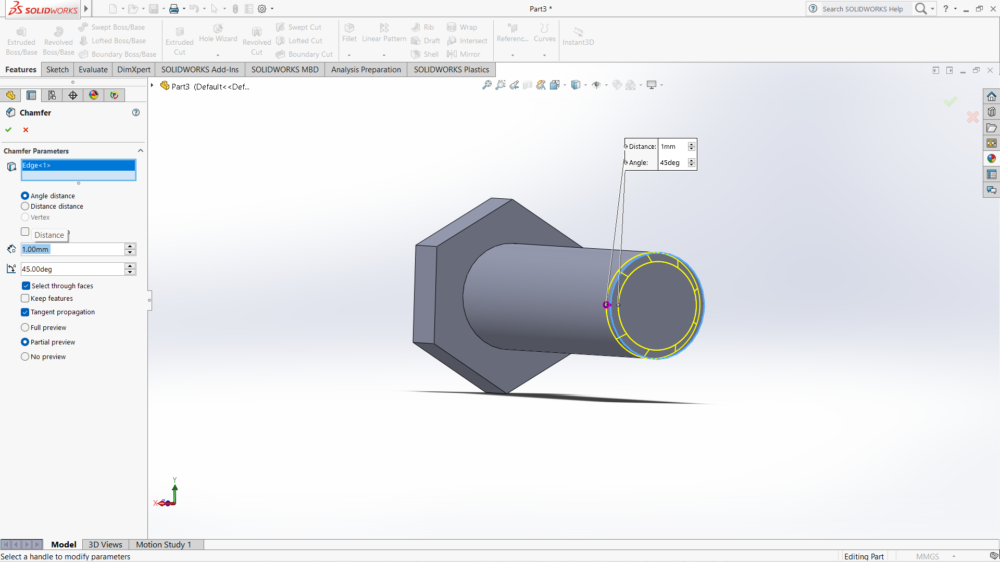 SOLIDWORKS
Part3 *
Search SOLIDWORKS Help
?
Extruded Boss/Base
Revolved Boss/Base
Swept Boss/Base
Lofted Boss/Base
Boundary Boss/Base
Extruded Cut
Hole Wizard
Revolved Cut
Swept Cut
Lofted Cut
Boundary Cut
Fillet
Linear Pattern
Rib
Draft
Shell
Wrap
Intersect
Mirror
Referenc...
Curves
Instant3D
Features
Sketch
Evaluate
DimXpert
SOLIDWORKS Add-Ins
SOLIDWORKS MBD
Analysis Preparation
SOLIDWORKS Plastics
Part3 (Default<<Def...
Chamfer
?
Chamfer Parameters
Edge<1>
Angle distance
Distance distance
Vertex
Distance
1.00mm
45.00deg
Select through faces
Keep features
Tangent propagation
Full preview
Partial preview
No preview
Distance: 1mm
Angle: 45deg
Y
X
Z
Model
3D Views
Motion Study 1
Select a handle to modify parameters
Editing Part
MMGS